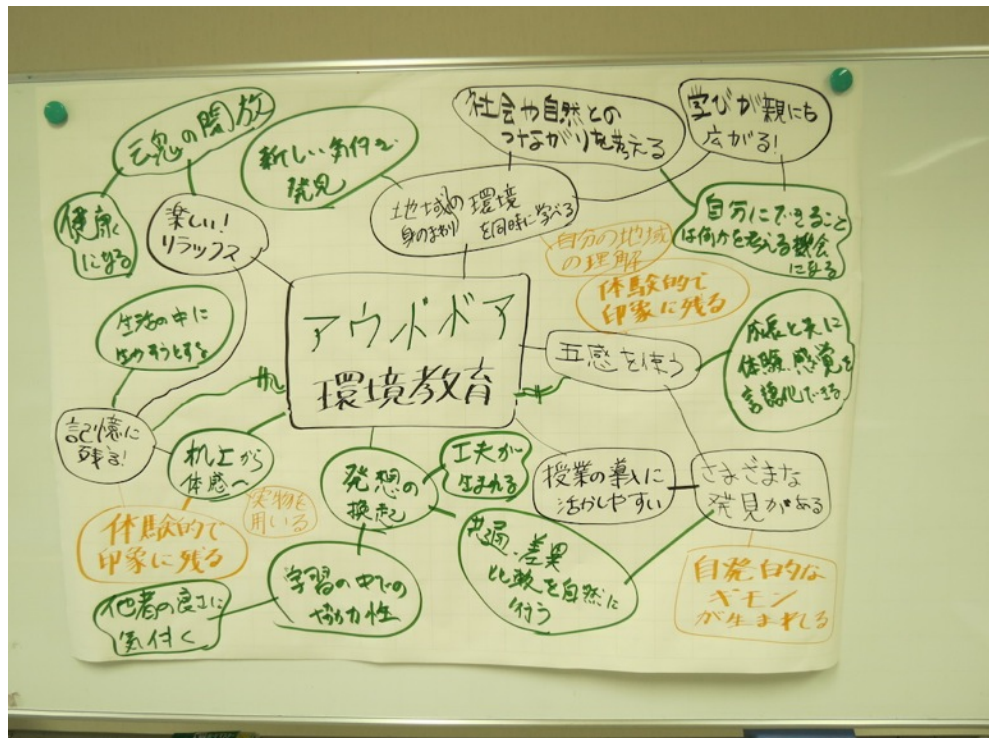 魂の開放
健康
になる
楽しい!
リラックス
新しい気付き
発見
社会や自然との
つながりを考える
学びが親にも
広がる!
地域の環境
身のまわり を同時に学べる
自分にできること
は何かを考える機会
になる
自分の地域
の理解
体験的で
印象に残る
アウトドア
環境教育
生活の中に
生かそうとする
五感を使う
成長と共に
体験、感覚を
言語化できる
記憶に
残る!
机上から
体感へ
発想の
換起
工夫が
生まれる
授業の導入に
活かしやすい
さまざまな
発見がある
実物を
用いる
体験的で
印象に残る
共通、差異
比較を自然に
行う
自発的な
ギモン
が生まれる
学習の中での
協力性
他者の良さに
気付く